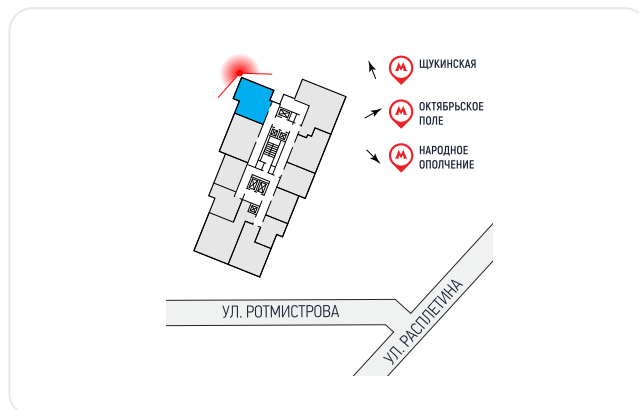 ЩУКИНСКАЯ
ОКТЯБРЬСКОЕ
ПОЛЕ
НАРОДНОЕ
ОПОЛЧЕНИЕ
УЛ. РОТМИСТРОВА
УЛ. РАСПЛЕТИНА